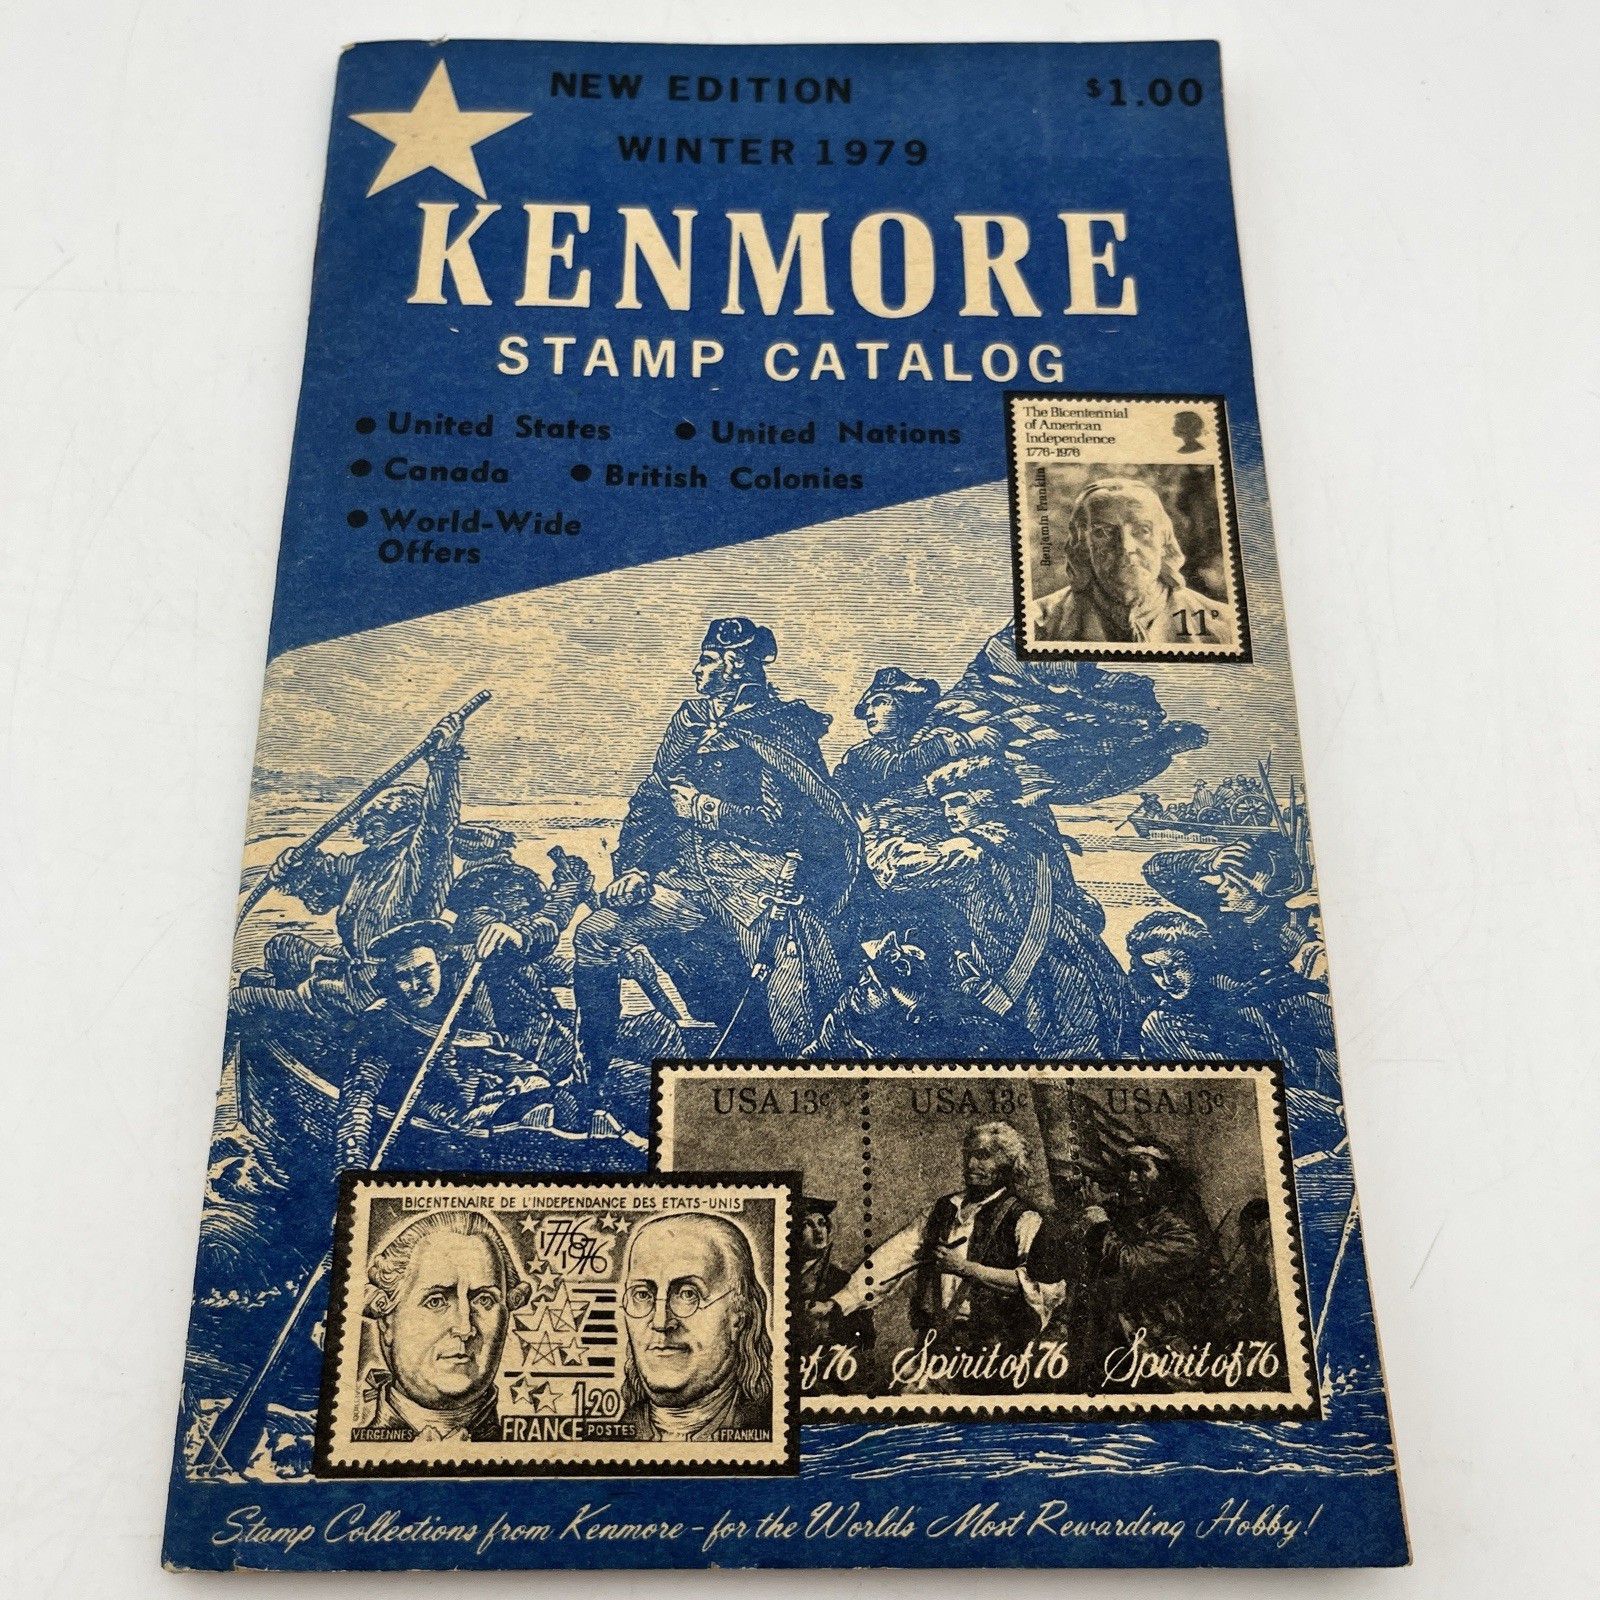 NEW EDITION
$1.00
WINTER 1979
KENMORE
STAMP CATALOG
• United States • United Nations
• Canada • British Colonies
• World-Wide
Offers
The Bicentennial
of American
Independence
1776-1976
Benjamin Franklin
11P
USA 13c USA 13c USA 13c
of 76 Spirit of 76 Spirit of 76
BICENTENAIRE DE L'INDEPENDANCE DES ETATS-UNIS
1776
1976
1,20
VERGENNES FRANCE POSTES FRANKLIN
Stamp Collections from Kenmore – for the World's Most Rewarding Hobby!